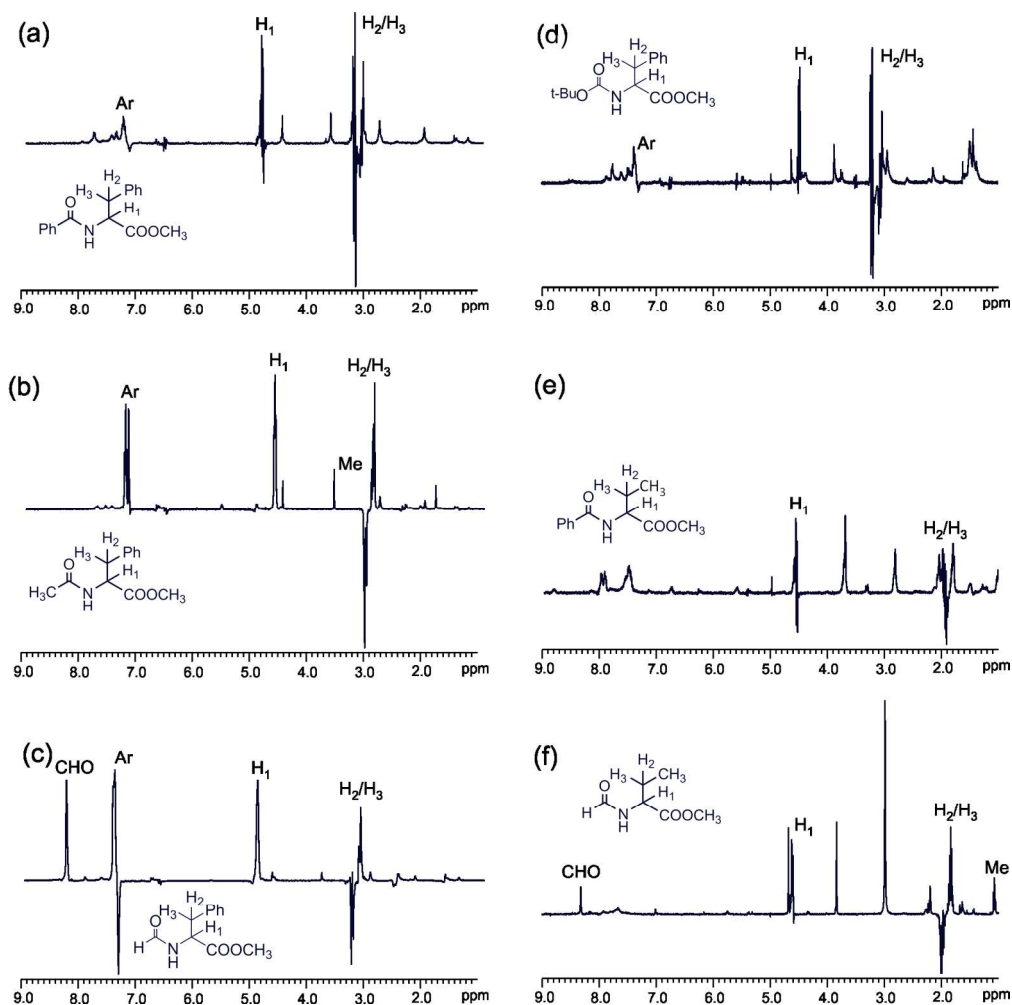 (a)
H₁
H₂/H₃
Ar
H₂
H₃
Ph
O
H₁
Ph
N
H
COOCH₃
9.0 8.0 7.0 6.0 5.0 4.0 3.0 2.0 ppm
(b)
Ar
H₁
H₂/H₃
Me
H₂
H₃
Ph
O
H₁
H₃C
N
H
COOCH₃
9.0 8.0 7.0 6.0 5.0 4.0 3.0 2.0 ppm
(c)
CHO
Ar
H₁
H₂/H₃
H₂
H₃
Ph
O
H₁
H
N
H
COOCH₃
9.0 8.0 7.0 6.0 5.0 4.0 3.0 2.0 ppm
(d)
H₂
H₃
Ph
O
H₁
t-BuO
N
H
COOCH₃
H₁
H₂/H₃
Ar
9.0 8.0 7.0 6.0 5.0 4.0 3.0 2.0 ppm
(e)
H₂
H₃
CH₃
O
H₁
Ph
N
H
COOCH₃
H₁
H₂/H₃
9.0 8.0 7.0 6.0 5.0 4.0 3.0 2.0 ppm
(f)
H₂
H₃
CH₃
O
H₁
H
N
H
COOCH₃
H₁
H₂/H₃
CHO
Me
9.0 8.0 7.0 6.0 5.0 4.0 3.0 2.0 ppm